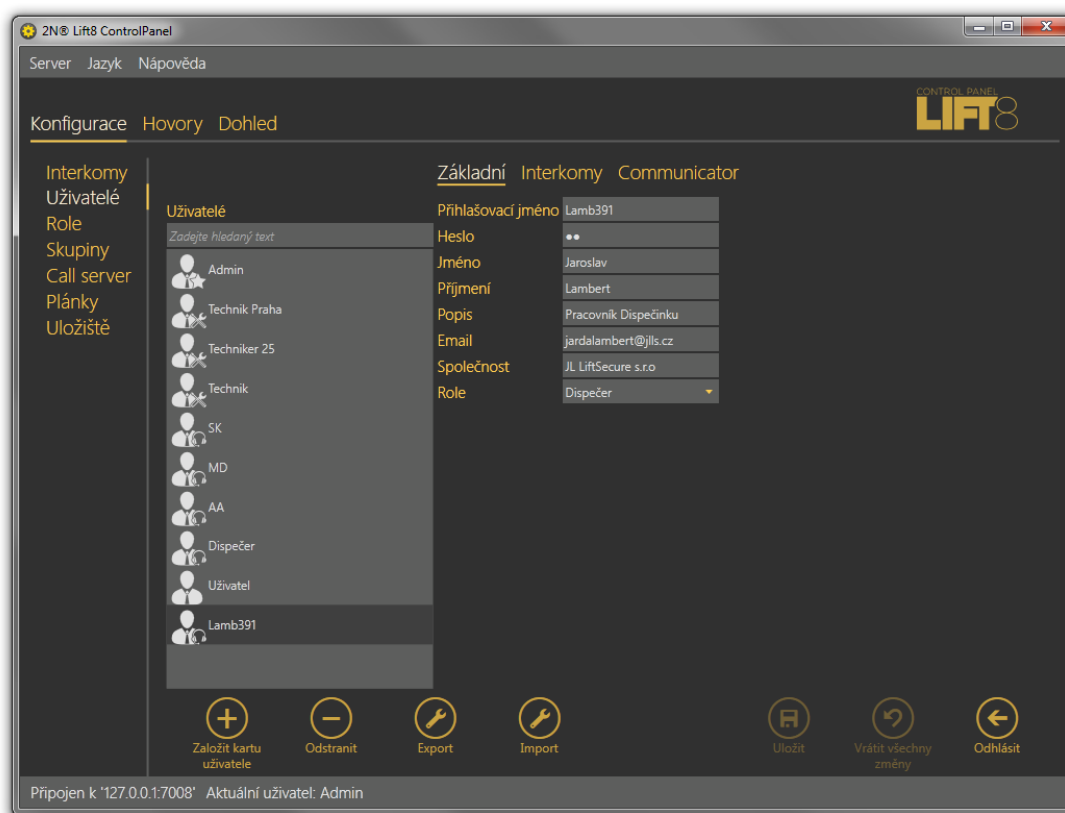 2N® Lift8 ControlPanel
Server Jazyk Nápověda
CONTROL PANEL
LIFT8
Konfigurace Hovory Dohled
Interkomy
Uživatelé
Role
Skupiny
Call server
Plánky
Uložiště
Uživatelé
Zadejte hledaný text
Admin
Technik Praha
Techniker 25
Technik
SK
MD
AA
Dispečer
Uživatel
Lamb391
Základní Interkomy Communicator
Přihlašovací jméno Lamb391
Heslo ●●
Jméno Jaroslav
Příjmení Lambert
Popis Pracovník Dispečinku
Email jardalambert@jlls.cz
Společnost JL LiftSecure s.r.o
Role Dispečer
Založit kartu
uživatele
Odstranit
Export
Import
Uložit
Vrátit všechny
změny
Odhlásit
Připojen k '127.0.0.1:7008' Aktuální uživatel: Admin